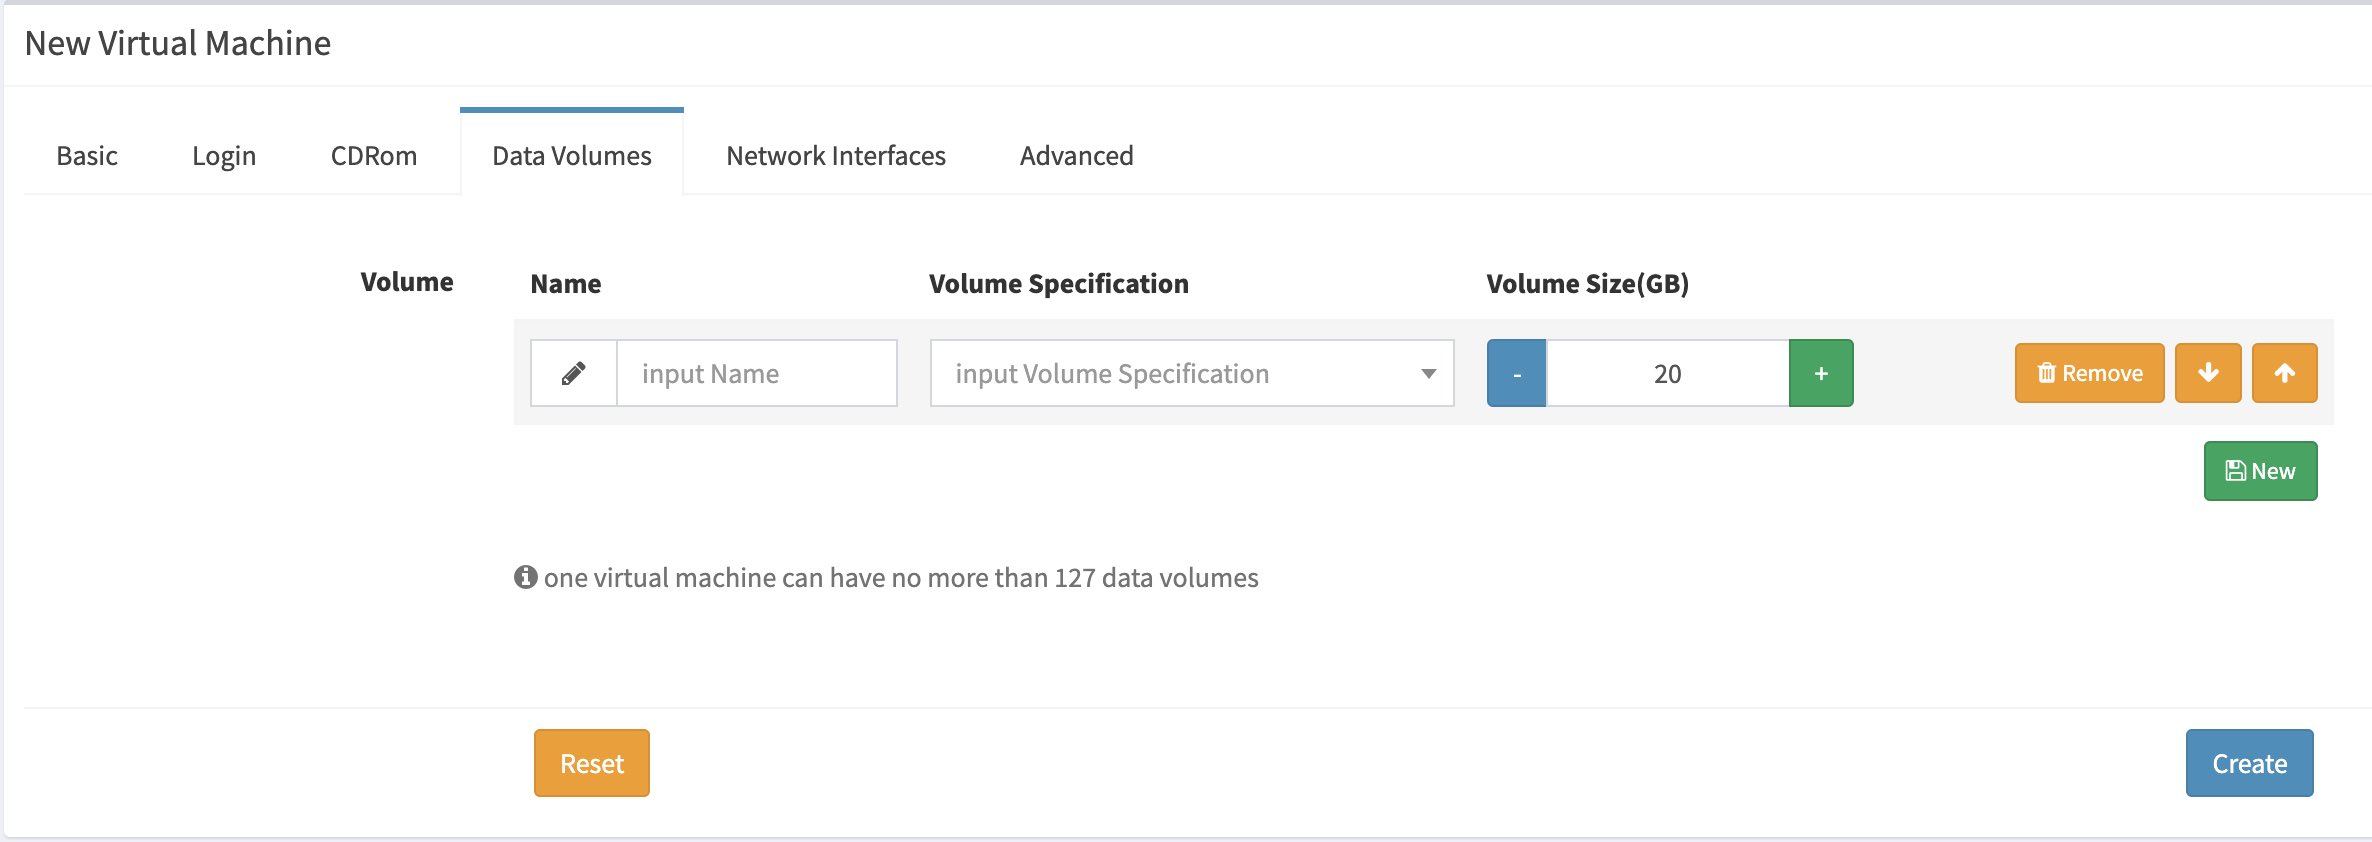 New Virtual Machine
Basic Login CDRom Data Volumes Network Interfaces Advanced
Volume Name Volume Specification Volume Size(GB)
input Name input Volume Specification - 20 + Remove
New
one virtual machine can have no more than 127 data volumes
Reset Create